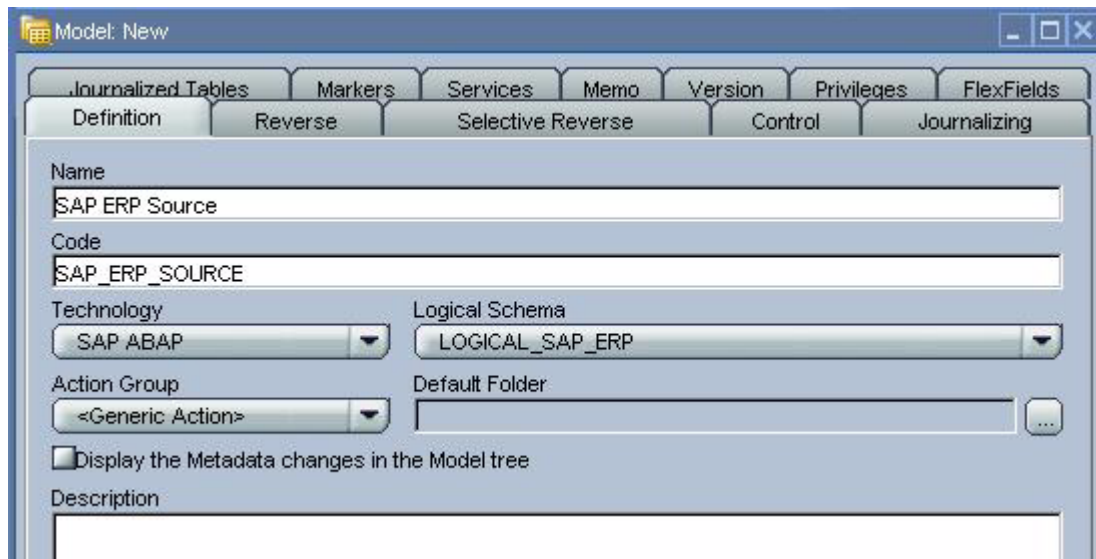 Model: New
Journalized Tables Markers Services Memo Version Privileges FlexFields
Definition Reverse Selective Reverse Control Journalizing
Name
SAP ERP Source
Code
SAP_ERP_SOURCE
Technology Logical Schema
SAP ABAP LOGICAL_SAP_ERP
Action Group Default Folder
<Generic Action> ...
Display the Metadata changes in the Model tree
Description